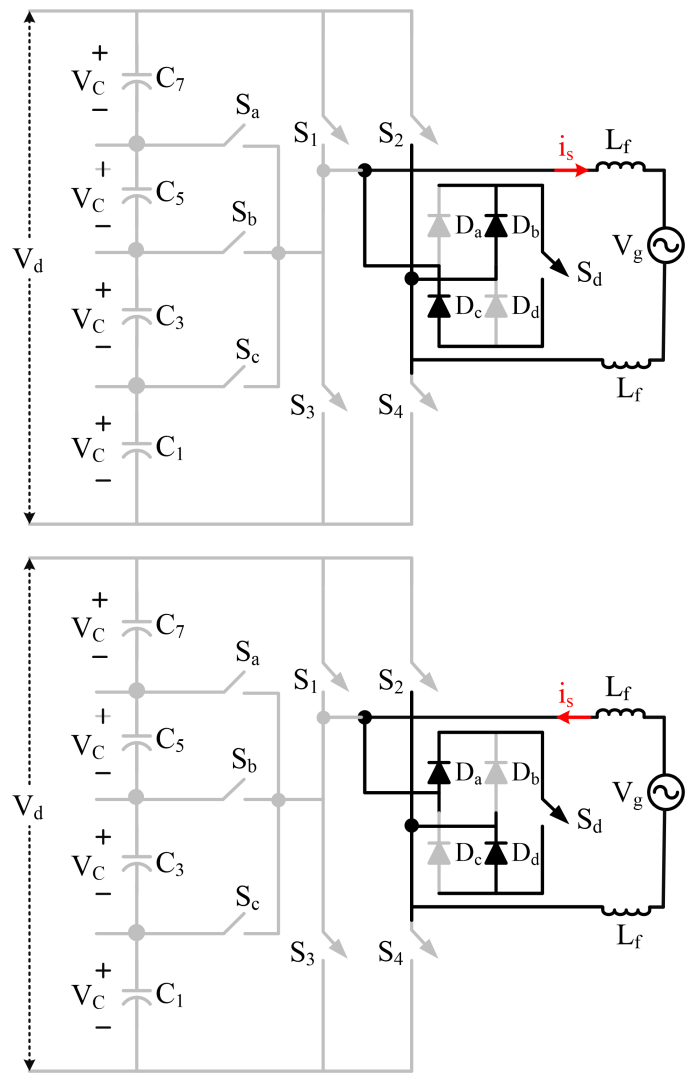 +
V_C C_7
−
S_a
S_1 S_2
i_s L_f
+
V_C C_5
−
D_a D_b
S_b
V_d
V_g
S_d
+
V_C C_3
−
D_c D_d
S_c
L_f
S_3 S_4
+
V_C C_1
−
+
V_C C_7
−
S_a
S_1 S_2
i_s L_f
+
V_C C_5
−
D_a D_b
S_b
V_d
V_g
S_d
+
V_C C_3
−
D_c D_d
S_c
L_f
S_3 S_4
+
V_C C_1
−